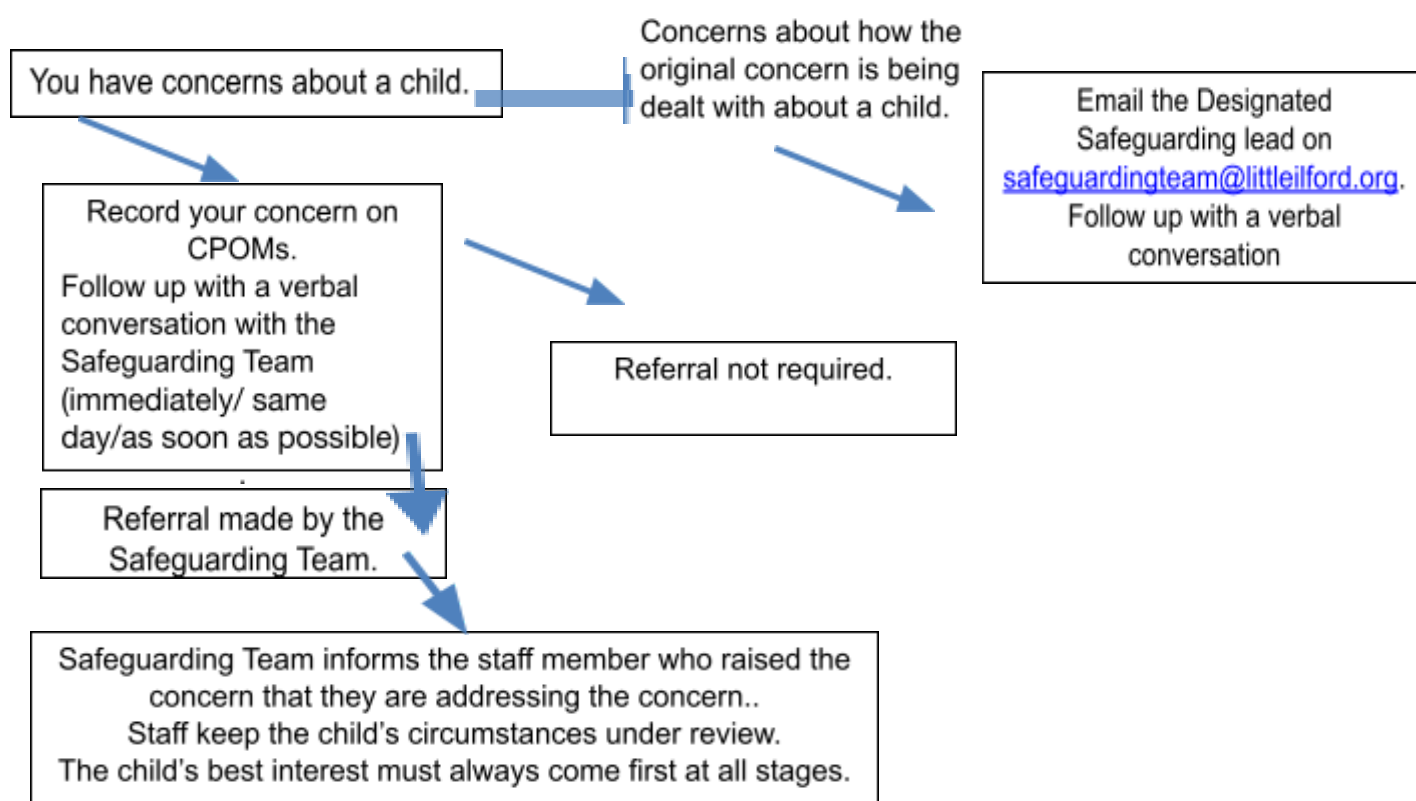 You have concerns about a child.
Concerns about how the
original concern is being
dealt with about a child.
Email the Designated
Safeguarding lead on
safeguardingteam@littleilford.org.
Follow up with a verbal
conversation
Record your concern on
CPOMs.
Follow up with a verbal
conversation with the
Safeguarding Team
(immediately/ same
day/as soon as possible)
.
Referral not required.
Referral made by the
Safeguarding Team.
Safeguarding Team informs the staff member who raised the
concern that they are addressing the concern..
Staff keep the child’s circumstances under review.
The child’s best interest must always come first at all stages.